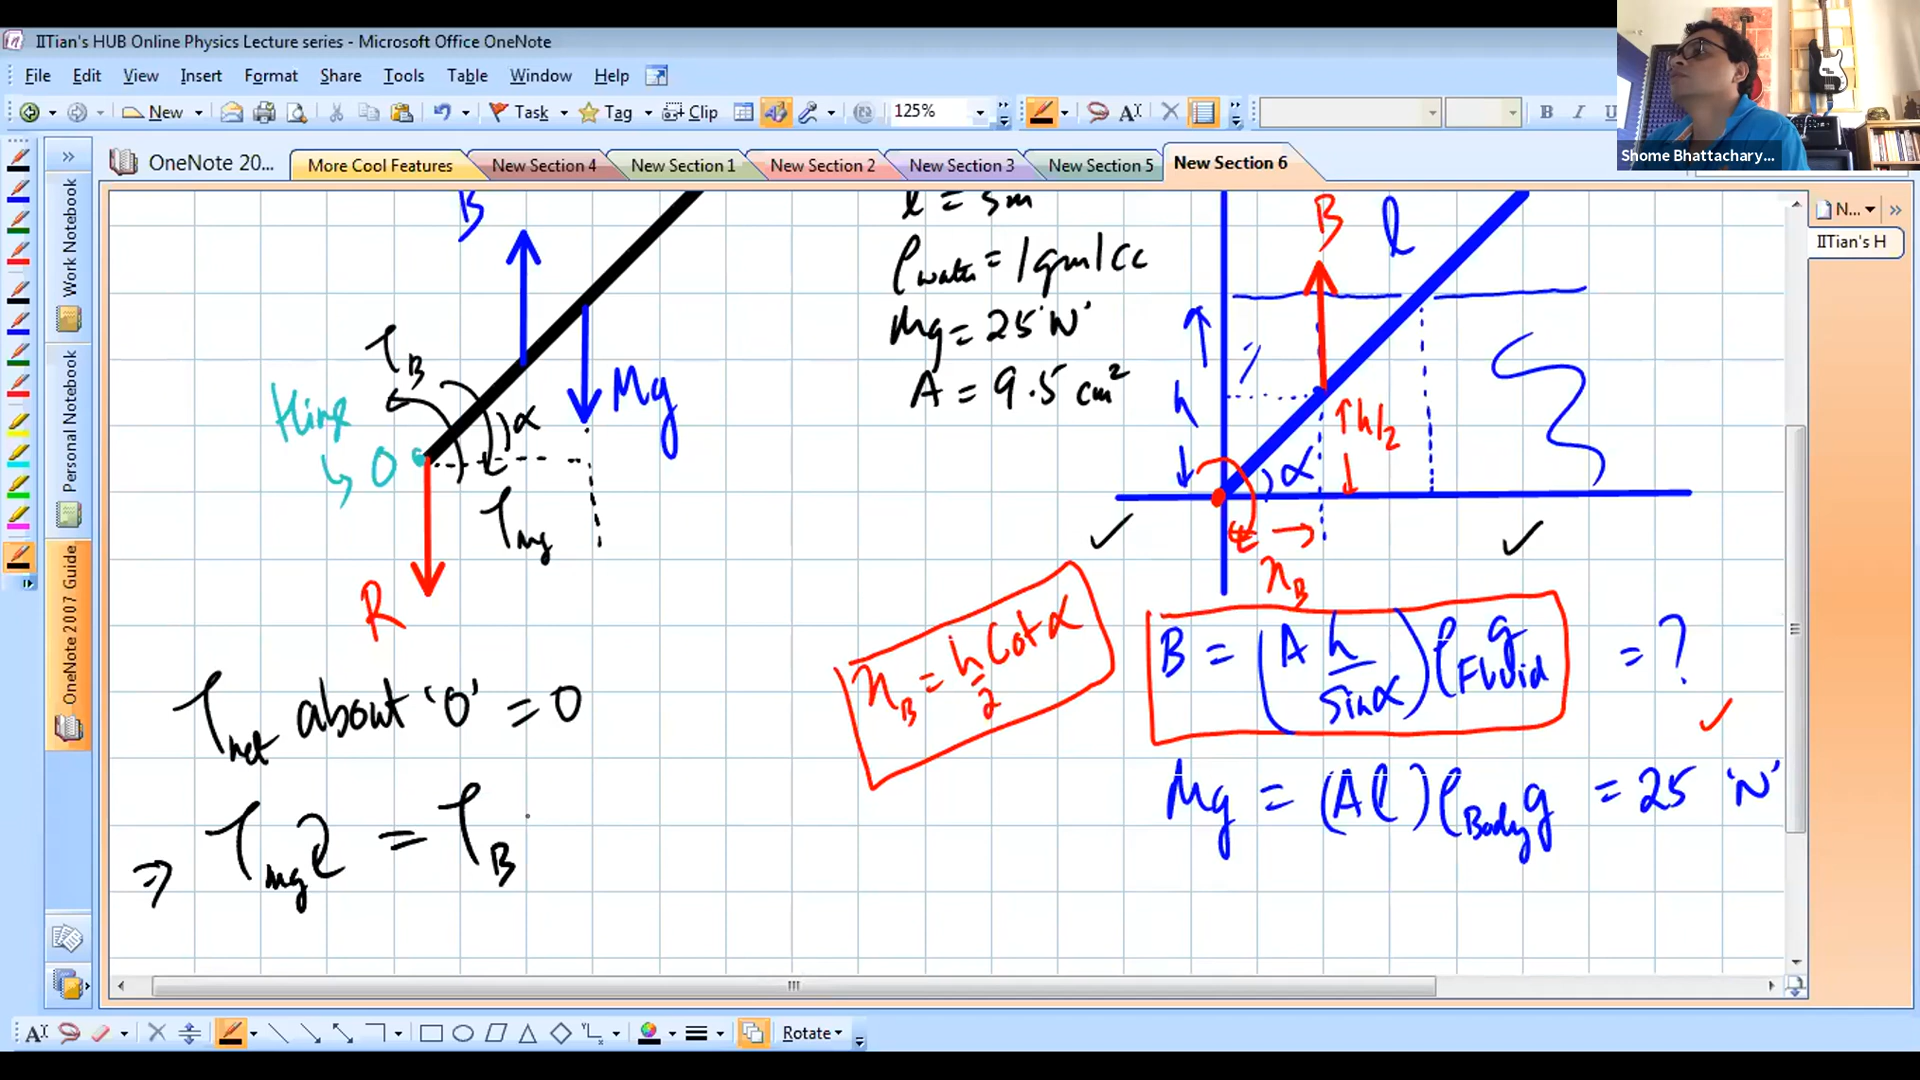 IITian's HUB Online Physics Lecture series - Microsoft Office OneNote
File Edit View Insert Format Share Tools Table Window Help
New Task Tag Clip 125% B I U
Shome Bhattachary...
OneNote 20... More Cool Features New Section 4 New Section 1 New Section 2 New Section 3 New Section 5 New Section 6
N...
IITian's H
Work Notebook
Personal Notebook
OneNote 2007 Guide
B
τB
α
Mg
O
τmg
R
τnet about 'O' = 0
⇒ τmg = τB
l = 5m
ρwater = 1gm/cc
Mg = 25 'N'
A = 9.5 cm²
B
l
h
h/2
α
xB
xB = h/2 Cotα
B = (A h/sinα) ρFluid g = ?
Mg = (Al) ρBody g = 25 'N'
Rotate